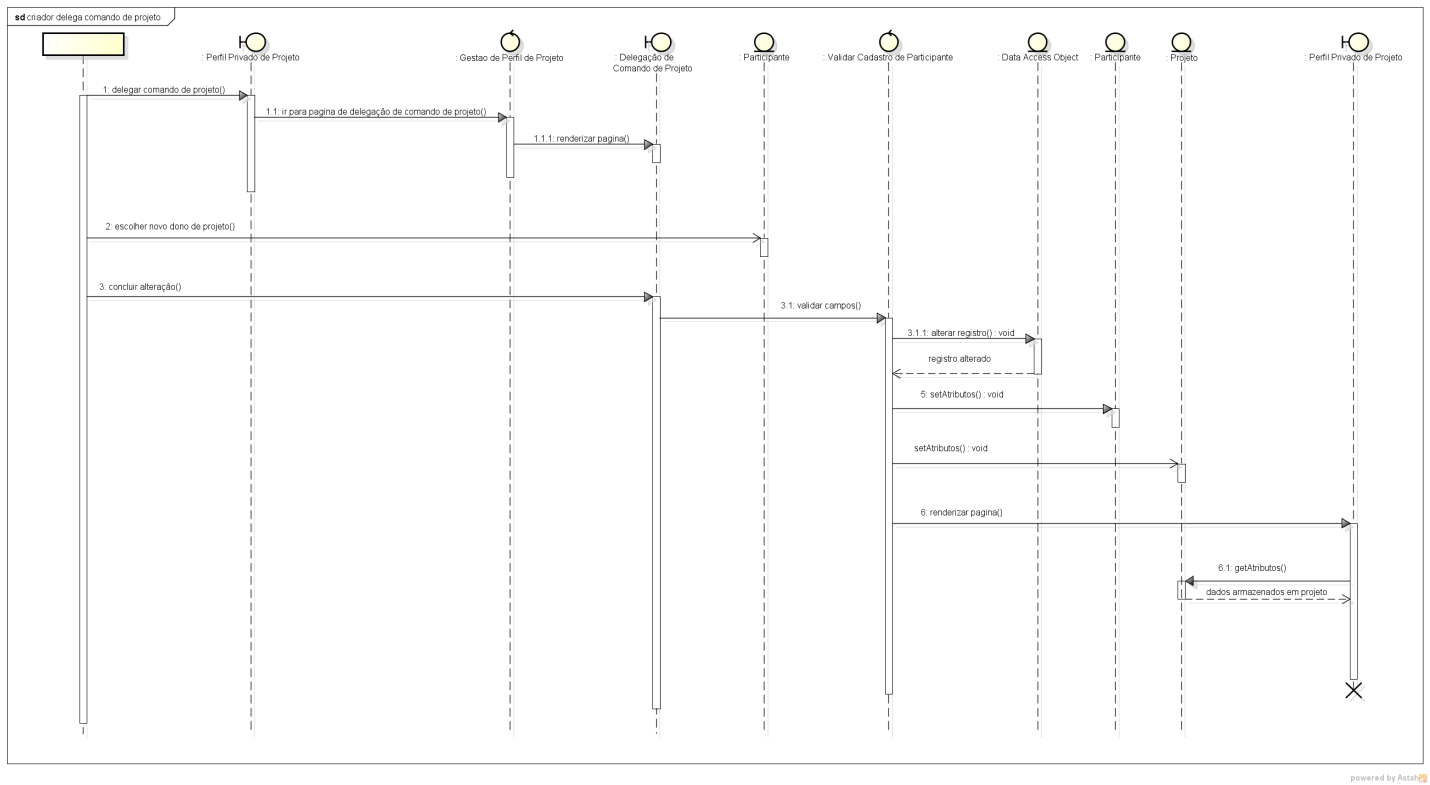 sd criador delega comando de projeto
: Perfil Privado de Projeto
: Gestao de Perfil de Projeto
: Delegação de
Comando de Projeto
: Participante
: Validar Cadastro de Participante
: Data Access Object
: Participante
: Projeto
: Perfil Privado de Projeto
1: delegar comando de projeto()
1.1: ir para pagina de delegação de comando de projeto()
1.1.1: renderizar pagina()
2: escolher novo dono de projeto()
3: concluir alteração()
3.1: validar campos()
3.1.1: alterar registro() : void
registro alterado
5: setAtributos() : void
setAtributos() : void
6: renderizar pagina()
6.1: getAtributos()
dados armazenados em projeto
powered by Astah